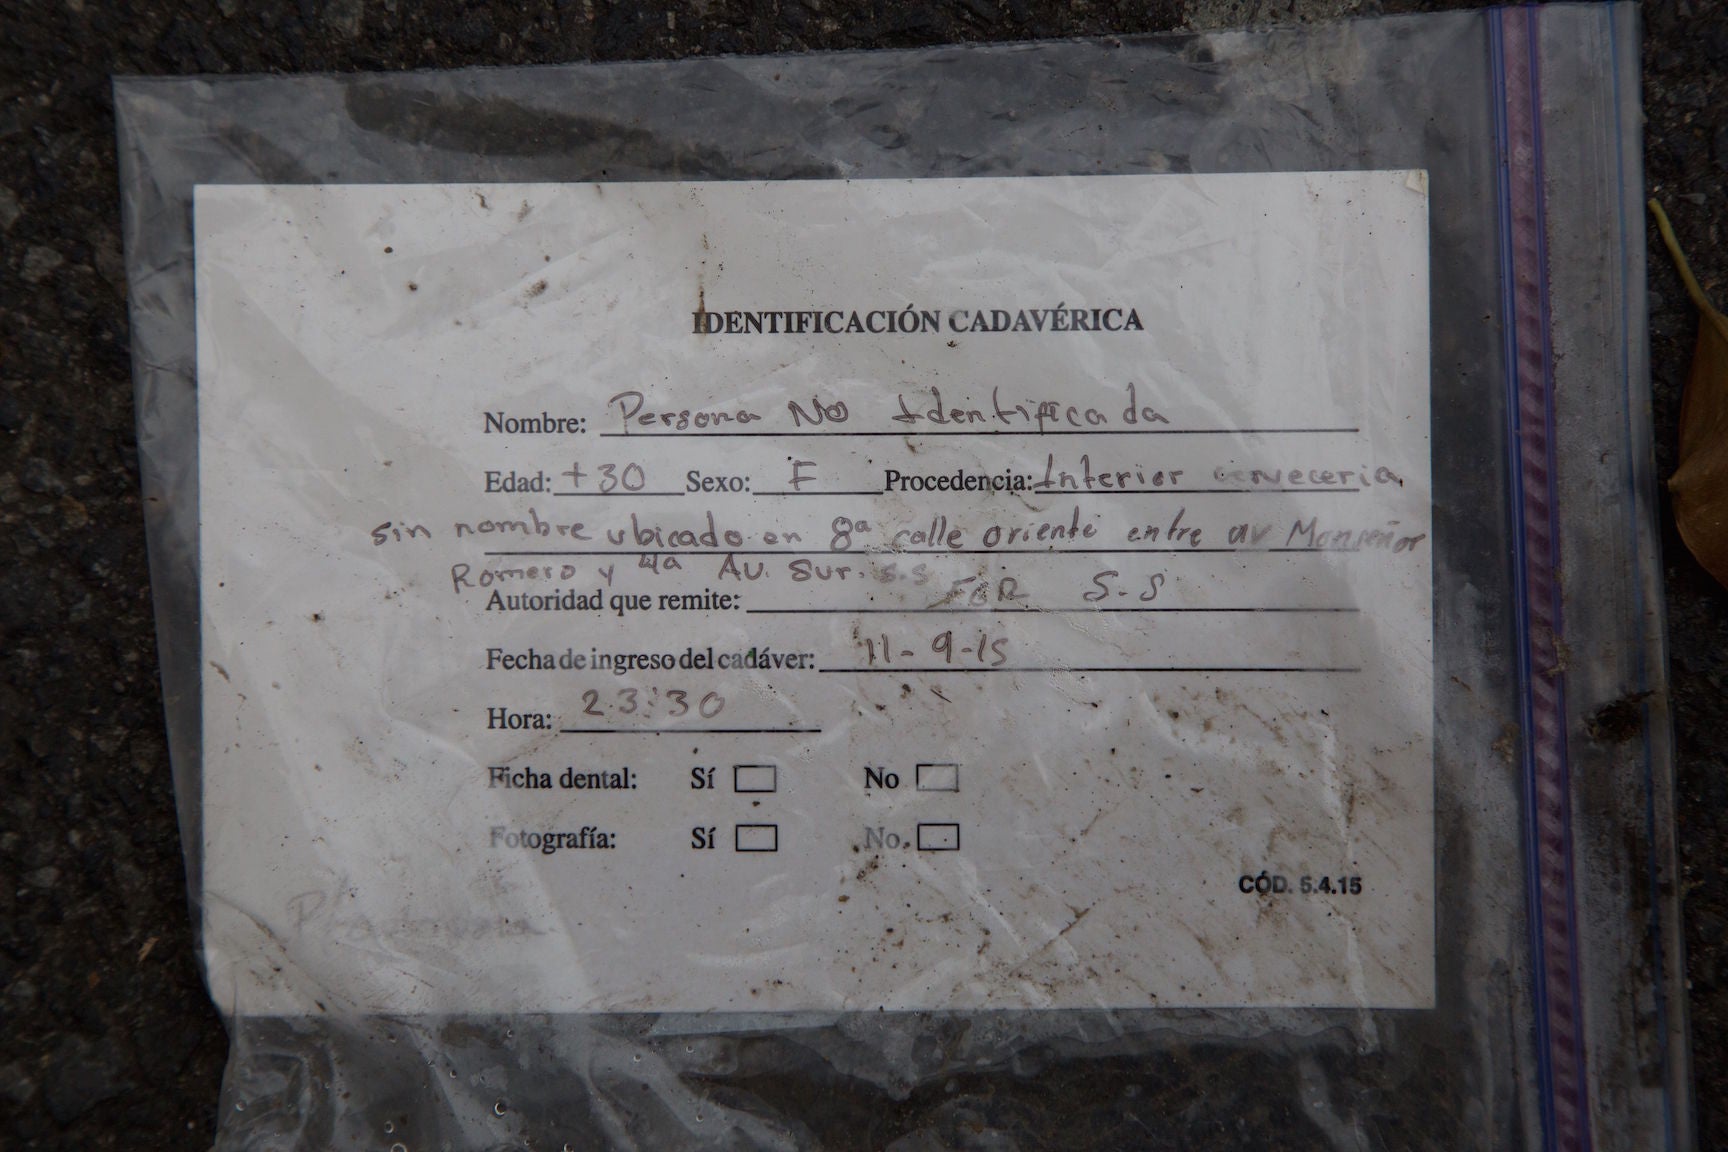 IDENTIFICACIÓN CADAVÉRICA
Nombre: Persona No Identificada
Edad: +30 Sexo: F Procedencia: Interior cerveceria
sin nombre ubicado en 8ª calle oriente entre av Monseñor
Romero y 4ª Av. Sur. S.S
Autoridad que remite: FGR S.S
Fecha de ingreso del cadáver: 11-9-15
Hora: 23:30
Ficha dental: Sí No
Fotografía: Sí No
CÓD. 5.4.15